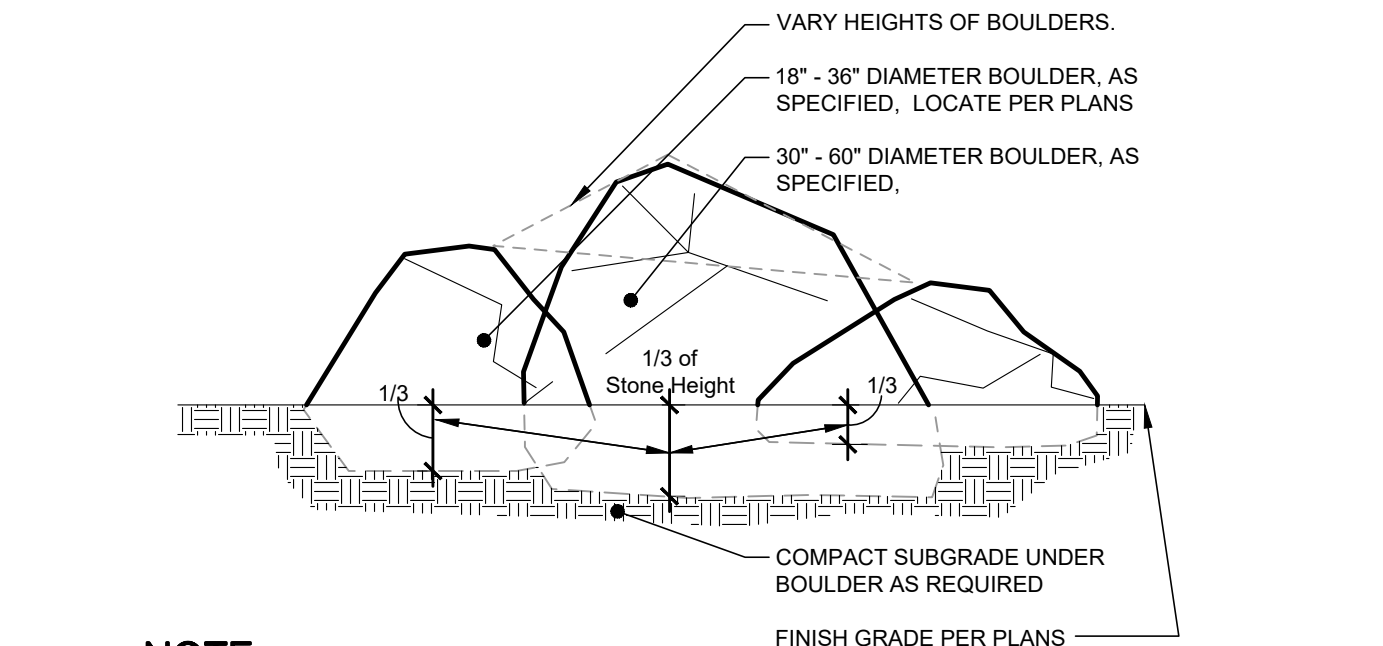 VARY HEIGHTS OF BOULDERS.
18" - 36" DIAMETER BOULDER, AS
SPECIFIED, LOCATE PER PLANS
30" - 60" DIAMETER BOULDER, AS
SPECIFIED,
1/3 of
Stone Height
1/3
1/3
COMPACT SUBGRADE UNDER
BOULDER AS REQUIRED
FINISH GRADE PER PLANS
NOTE